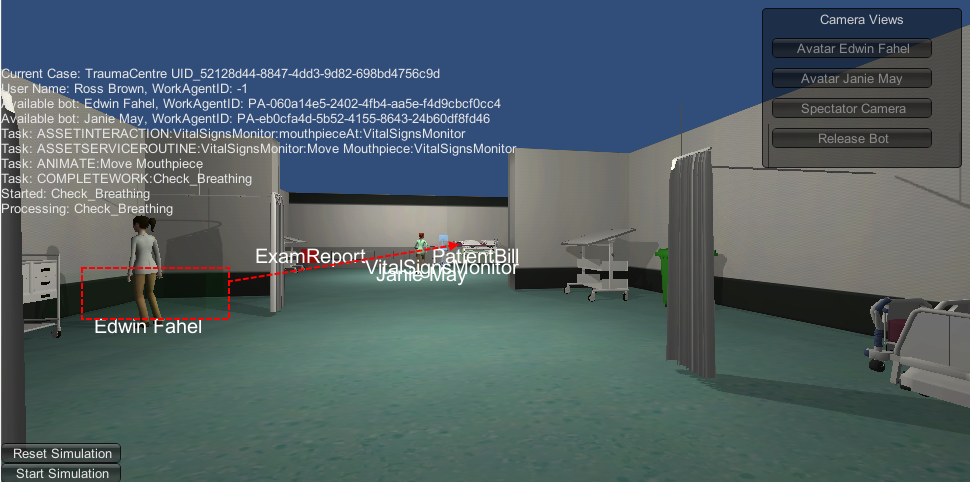 Current Case: TraumaCentre UID_52128d44-8847-4dd3-9d82-698bd4756c9d
User Name: Ross Brown, WorkAgentID: -1
Available bot: Edwin Fahel, WorkAgentID: PA-060a14e5-2402-4fb4-aa5e-f4d9cbcf0cc4
Available bot: Janie May, WorkAgentID: PA-eb0cfa4d-5b52-4155-8643-24b60df8fd46
Task: ASSETINTERACTION:VitalSignsMonitor:mouthpieceAt:VitalSignsMonitor
Task: ASSETSERVICEROUTINE:VitalSignsMonitor:Move Mouthpiece:VitalSignsMonitor
Task: ANIMATE:Move Mouthpiece
Task: COMPLETEWORK:Check_Breathing
Started: Check_Breathing
Processing: Check_Breathing
Camera Views
Avatar Edwin Fahel
Avatar Janie May
Spectator Camera
Release Bot
ExamReport
PatientBill
VitalSignsMonitor
Janie May
Edwin Fahel
Reset Simulation
Start Simulation